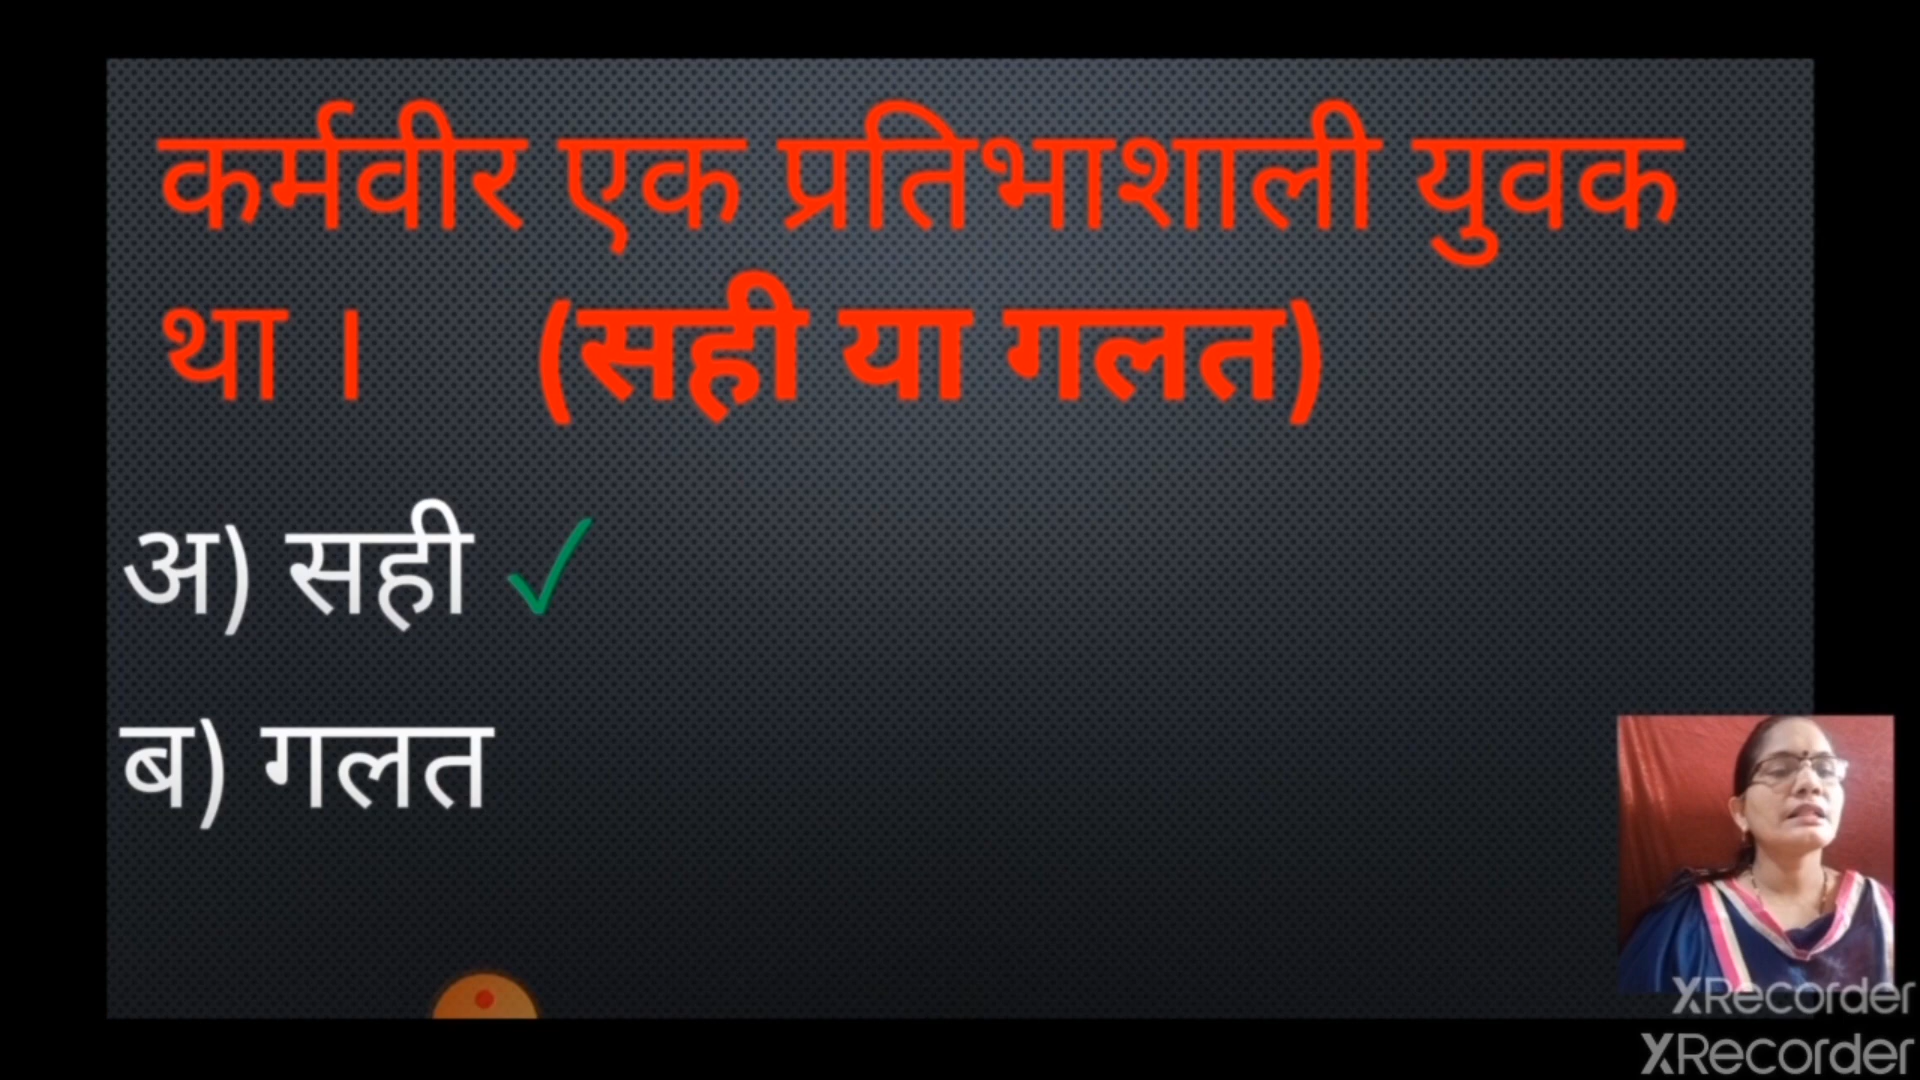 कर्मवीर एक प्रतिभाशाली युवक
था । (सही या गलत)
अ) सही ✓
ब) गलत
XRecorder
XRecorder